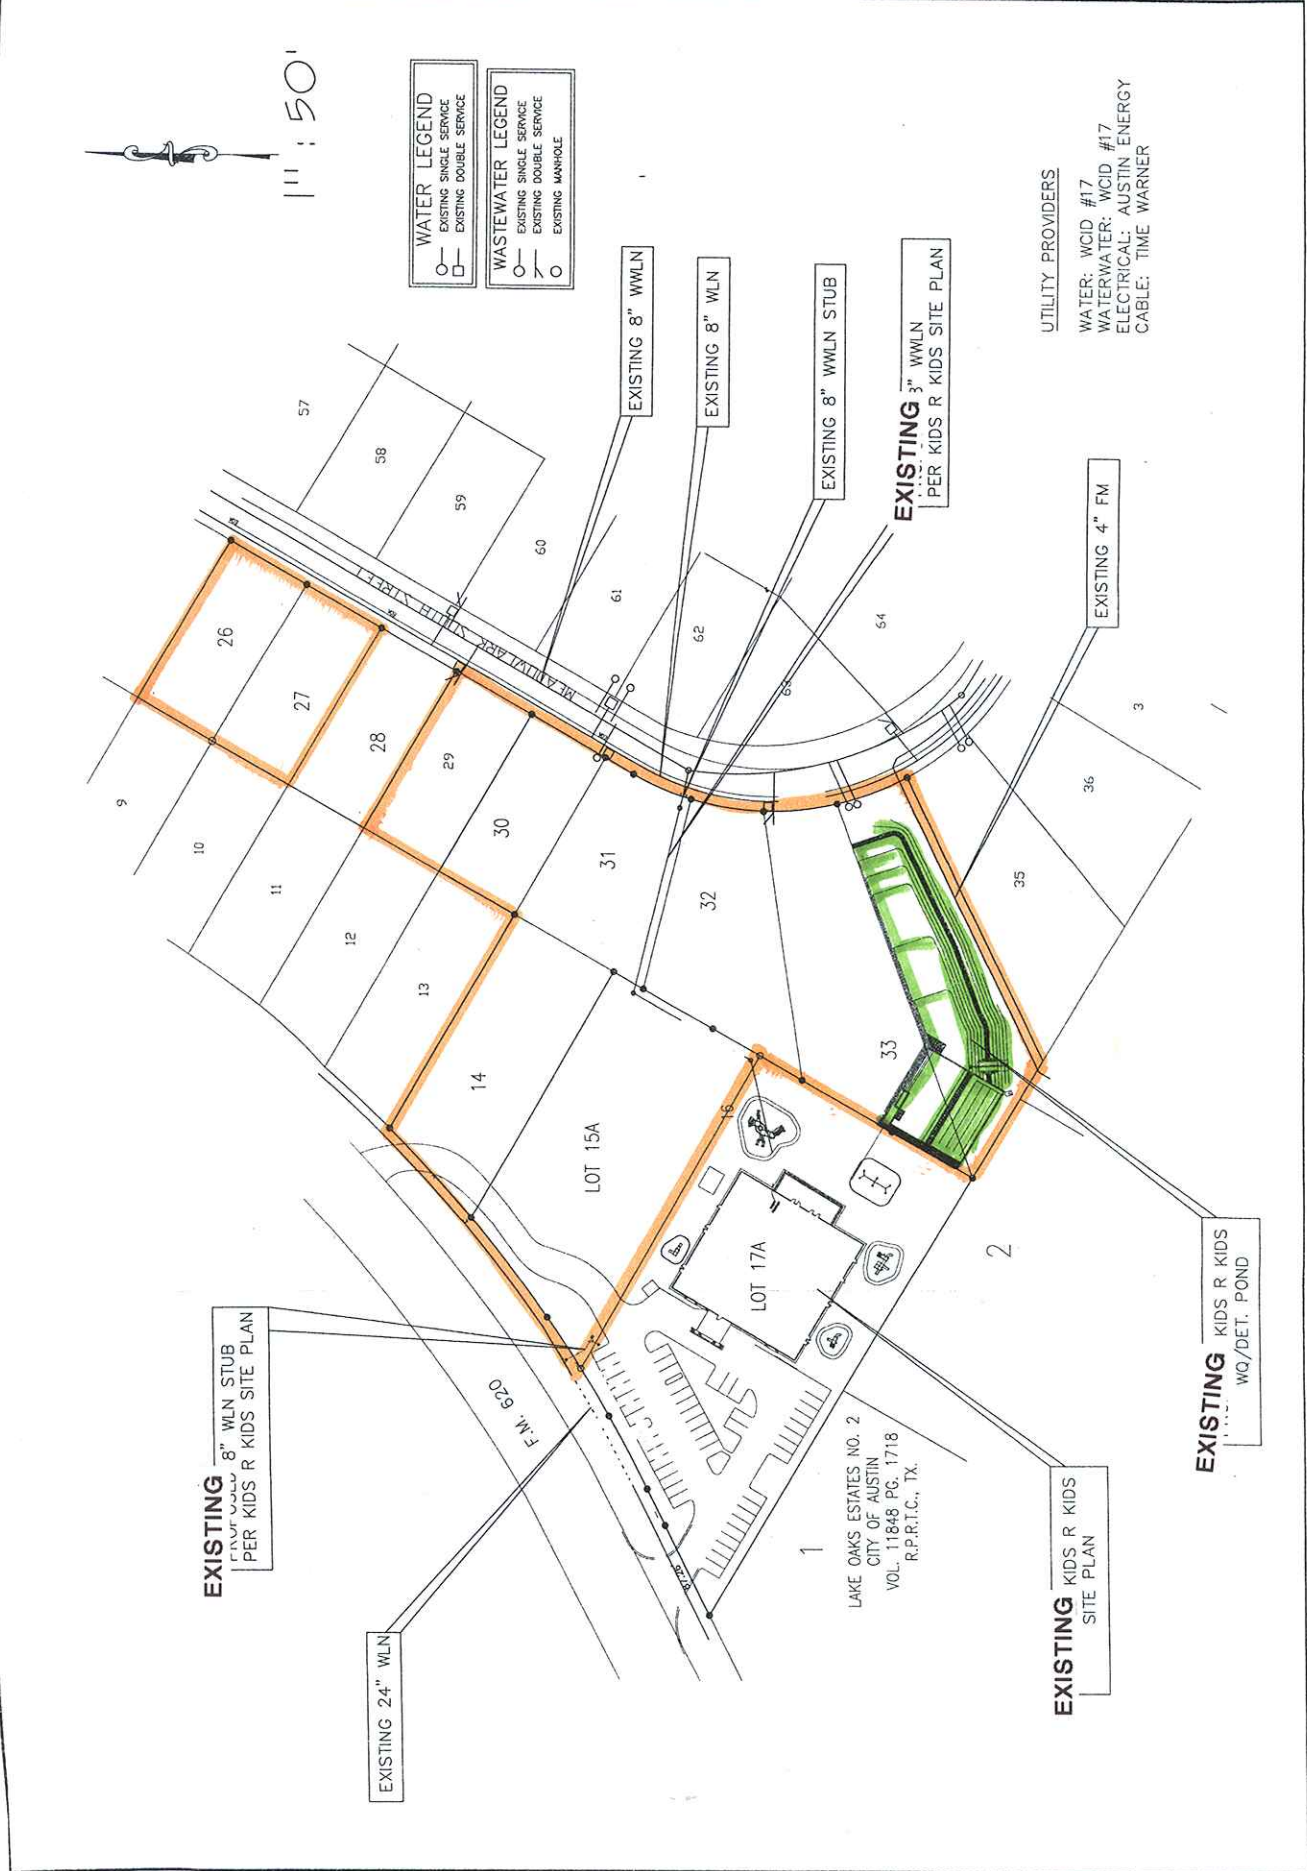 1" : 50'
WATER LEGEND
EXISTING SINGLE SERVICE
EXISTING DOUBLE SERVICE
WASTEWATER LEGEND
EXISTING SINGLE SERVICE
EXISTING DOUBLE SERVICE
EXISTING MANHOLE
EXISTING 8" WWLN
EXISTING 8" WLN
EXISTING 8" WWLN STUB
EXISTING 8" WWLN
PER KIDS R KIDS SITE PLAN
EXISTING 4" FM
UTILITY PROVIDERS
WATER: WCID #17
WATERWATER: WCID #17
ELECTRICAL: AUSTIN ENERGY
CABLE: TIME WARNER
57
58
59
60
61
62
63
64
3
36
35
9
10
11
12
13
14
26
27
28
29
30
31
32
33
MEADOWLARK SOUTH STREET
LOT 15A
16
LOT 17A
F.M. 620
1
2
LAKE OAKS ESTATES NO. 2
CITY OF AUSTIN
VOL. 11848 PG. 1718
R.P.R.T.C., TX.
EXISTING
PROPOSED 8" WLN STUB
PER KIDS R KIDS SITE PLAN
EXISTING 24" WLN
EXISTING KIDS R KIDS
SITE PLAN
EXISTING KIDS R KIDS
WQ/DET. POND